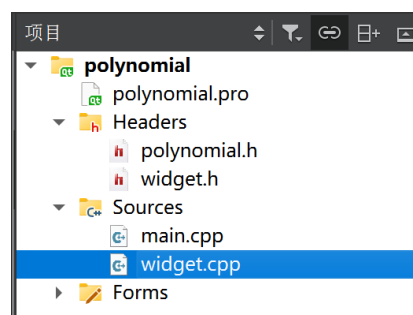 项目
polynomial
polynomial.pro
Headers
polynomial.h
widget.h
Sources
main.cpp
widget.cpp
Forms